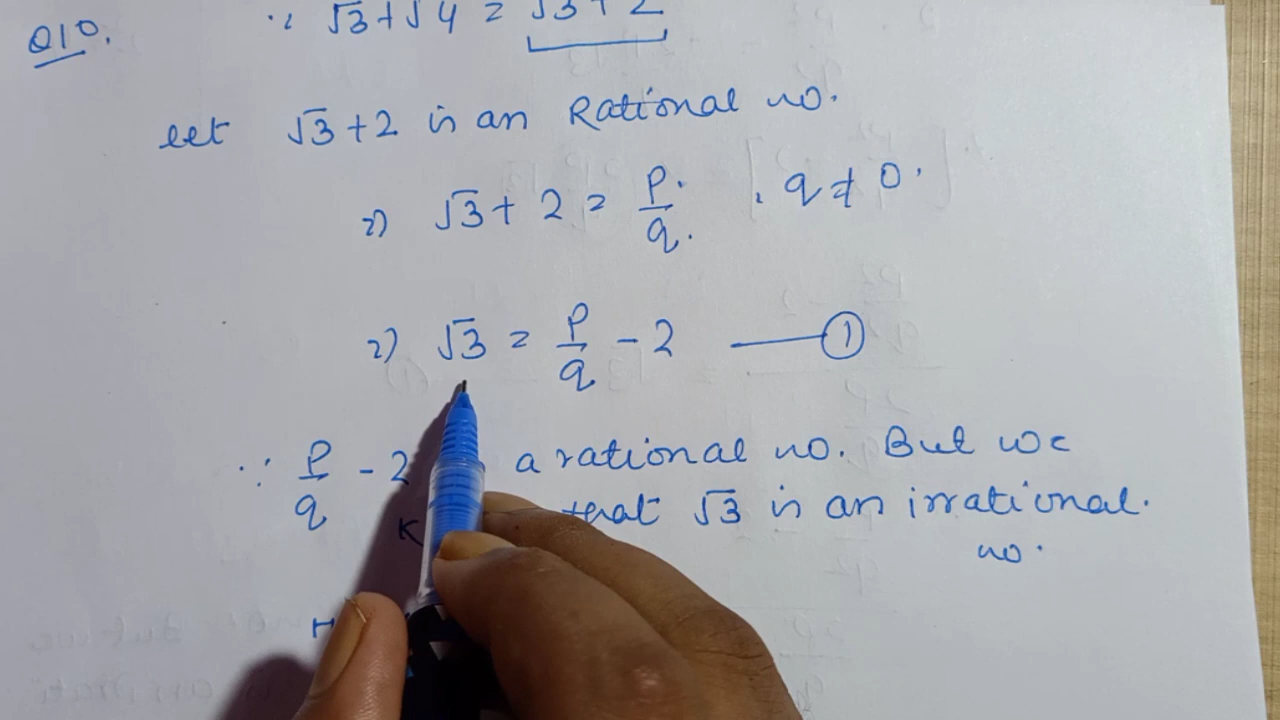 Q10. ∵ √3+√4 = √3+2
let √3+2 is an Rational no.
⇒ √3+2 = p/q. , q≠0.
⇒ √3 = p/q - 2 —— ①
∵ p/q - 2 a rational no. But we
that √3 is an irrational.
no.